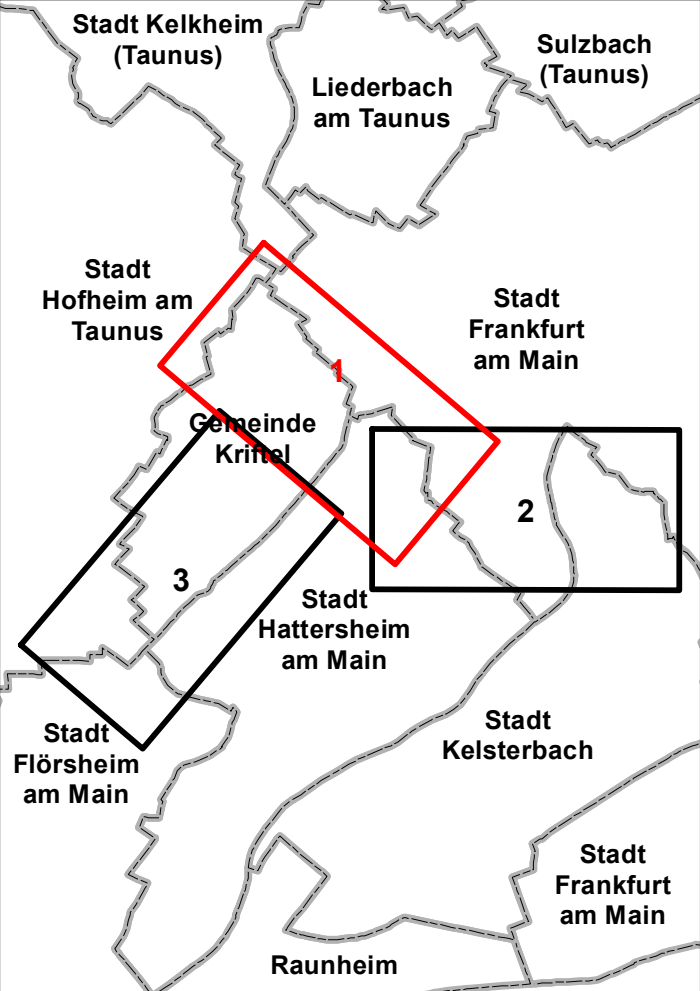 Stadt Kelkheim
(Taunus)
Sulzbach
(Taunus)
Liederbach
am Taunus
Stadt
Hofheim am
Taunus
Stadt
Frankfurt
am Main
1
Gemeinde
Kriftel
2
3
Stadt
Hattersheim
am Main
Stadt
Flörsheim
am Main
Stadt
Kelsterbach
Stadt
Frankfurt
am Main
Raunheim